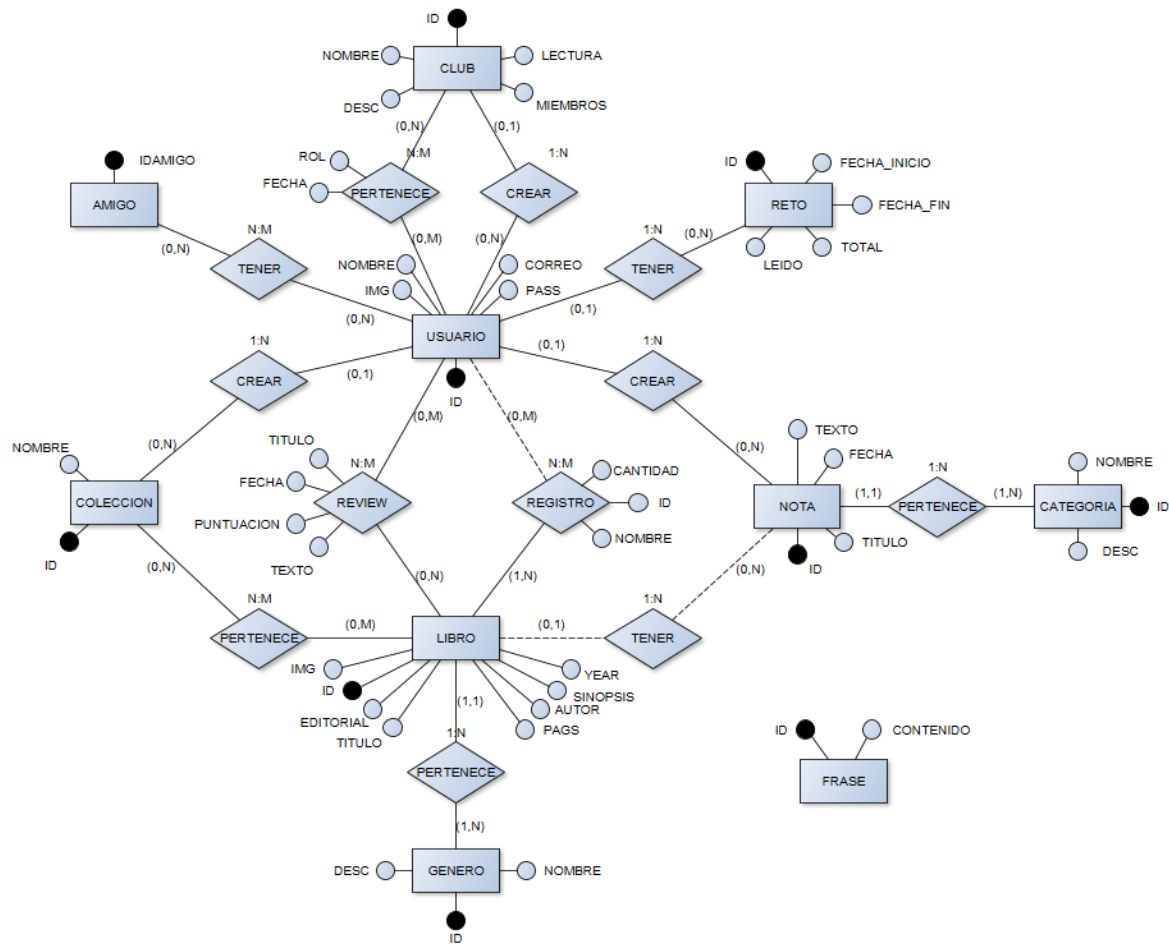 ID
NOMBRE
CLUB
LECTURA
DESC
MIEMBROS
(0,N)
(0,1)
ROL
N:M
1:N
FECHA
PERTENECE
CREAR
IDAMIGO
AMIGO
(0,N)
N:M
TENER
(0,N)
ID
FECHA_INICIO
RETO
FECHA_FIN
LEIDO
TOTAL
(0,N)
1:N
TENER
(0,1)
(0,M)
(0,N)
NOMBRE
CORREO
IMG
PASS
USUARIO
ID
1:N
CREAR
(0,1)
(0,N)
(0,1)
1:N
CREAR
(0,N)
NOMBRE
COLECCION
ID
(0,N)
(0,M)
TITULO
N:M
FECHA
REVIEW
PUNTUACION
TEXTO
(0,N)
(0,M)
N:M
CANTIDAD
REGISTRO
ID
NOMBRE
(1,N)
TEXTO
FECHA
NOTA
TITULO
ID
(1,1)
1:N
PERTENECE
(1,N)
NOMBRE
CATEGORIA
ID
DESC
N:M
PERTENECE
(0,M)
LIBRO
(0,1)
1:N
TENER
(0,N)
IMG
ID
EDITORIAL
TITULO
YEAR
SINOPSIS
AUTOR
PAGS
(1,1)
1:N
PERTENECE
(1,N)
DESC
GENERO
NOMBRE
ID
ID
CONTENIDO
FRASE